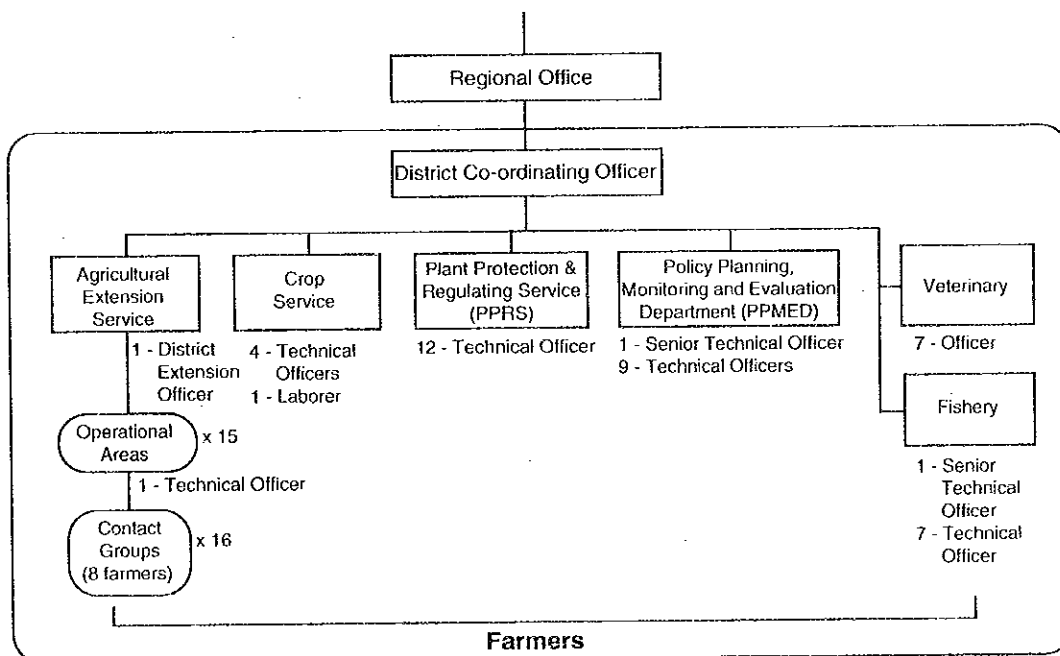 Regional Office
District Co-ordinating Officer
Agricultural
Extension
Service
1 - District
Extension
Officer
Operational
Areas
x 15
1 - Technical Officer
Contact
Groups
(8 farmers)
x 16
Crop
Service
4 - Technical
Officers
1 - Laborer
Plant Protection &
Regulating Service
(PPRS)
12 - Technical Officer
Policy Planning,
Monitoring and Evaluation
Department (PPMED)
1 - Senior Technical Officer
9 - Technical Officers
Veterinary
7 - Officer
Fishery
1 - Senior
Technical
Officer
7 - Technical
Officer
Farmers